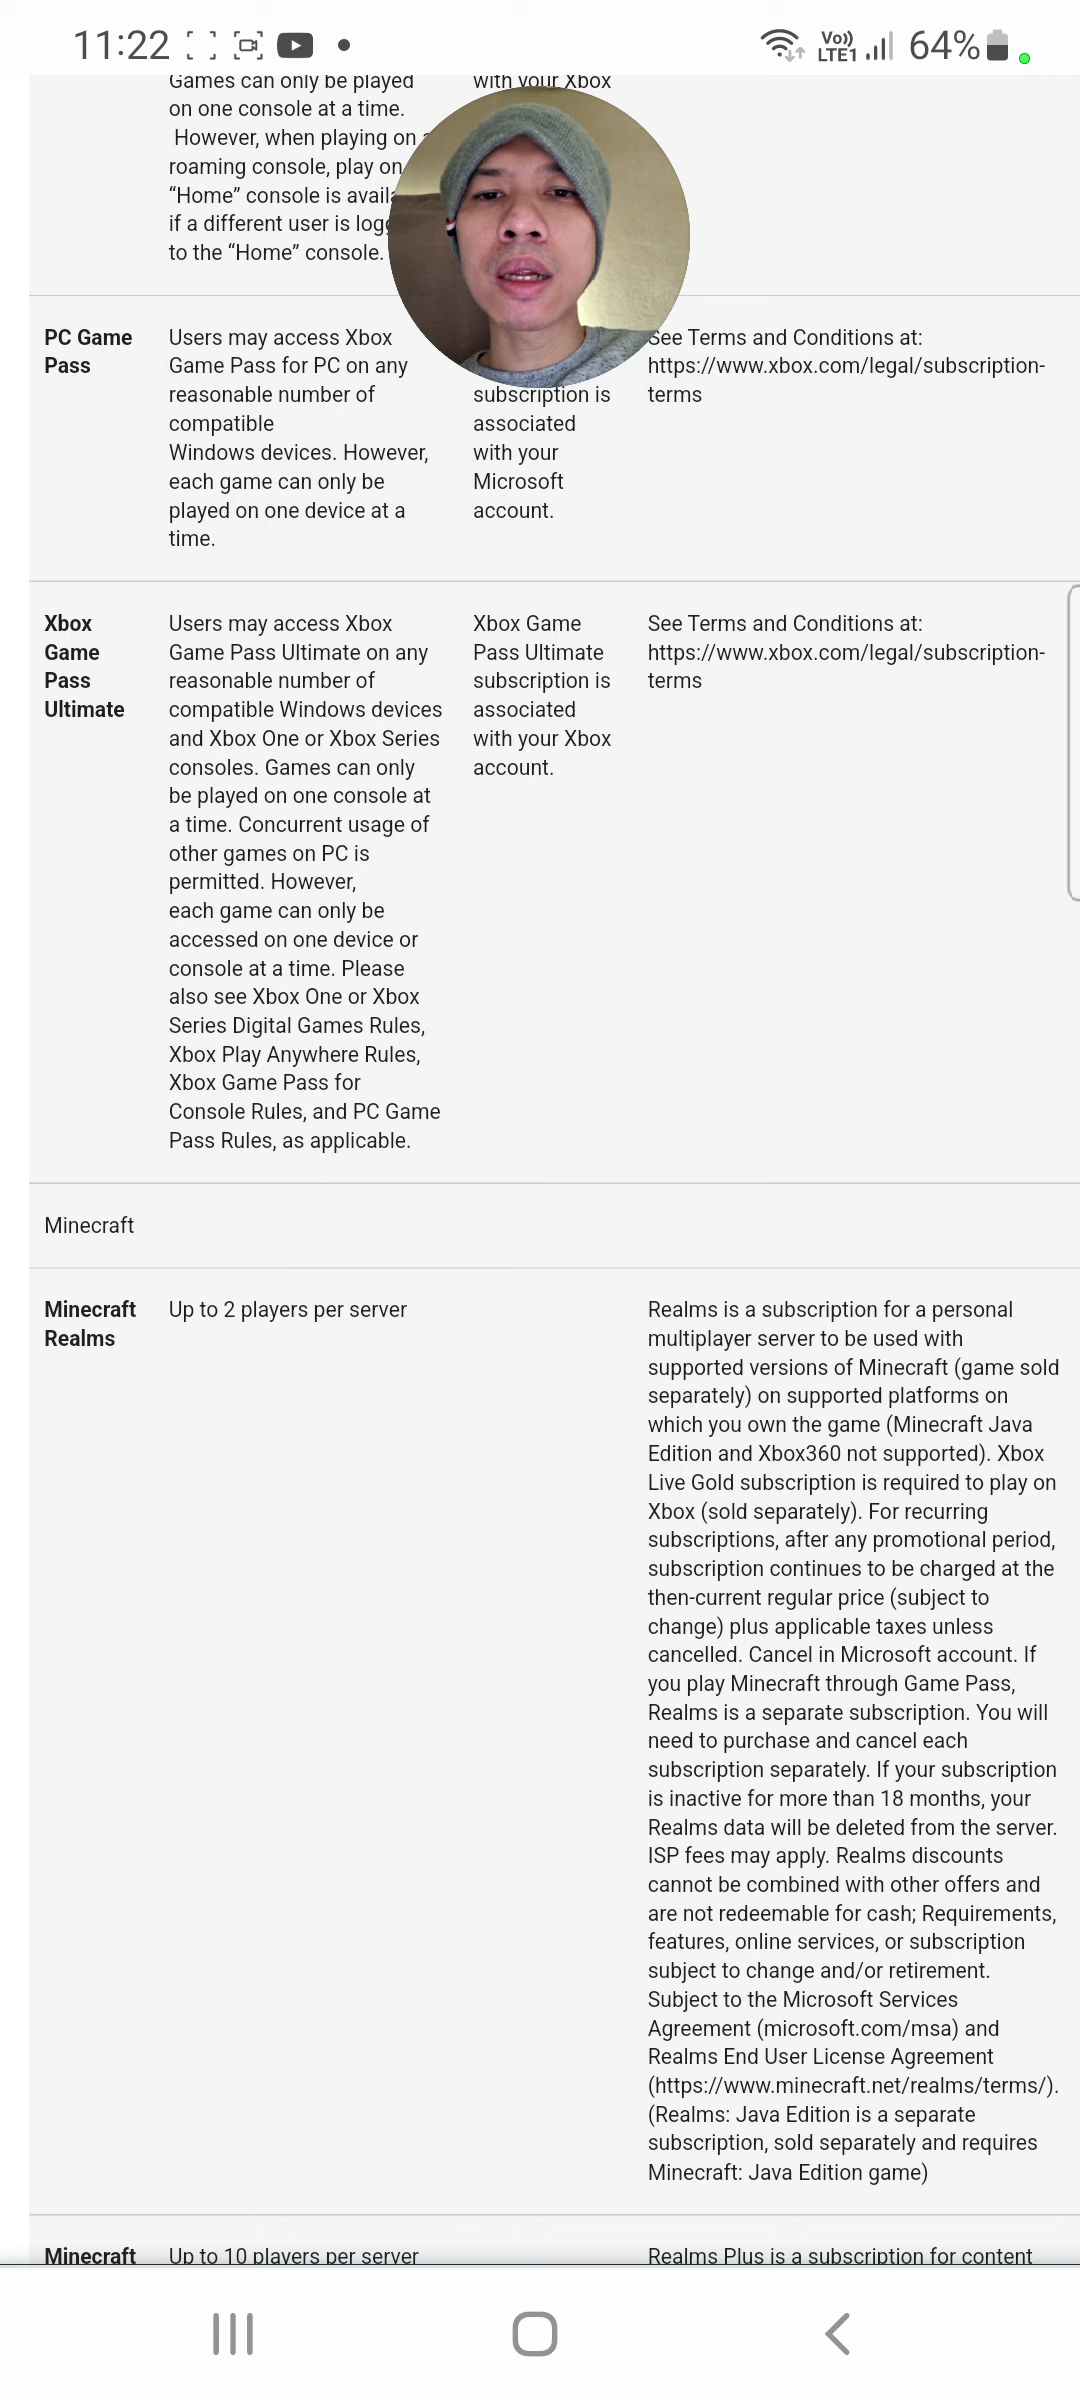 11:22
Vo))
LTE1
64%
Games can only be played
on one console at a time.
However, when playing on
roaming console, play on
“Home” console is
if a different user is
to the “Home” console.
with your Xbox
PC Game
Pass
Users may access Xbox
Game Pass for PC on any
reasonable number of
compatible
Windows devices. However,
each game can only be
played on one device at a
time.
subscription is
associated
with your
Microsoft
account.
See Terms and Conditions at:
https://www.xbox.com/legal/subscription-
terms
Xbox
Game
Pass
Ultimate
Users may access Xbox
Game Pass Ultimate on any
reasonable number of
compatible Windows devices
and Xbox One or Xbox Series
consoles. Games can only
be played on one console at
a time. Concurrent usage of
other games on PC is
permitted. However,
each game can only be
accessed on one device or
console at a time. Please
also see Xbox One or Xbox
Series Digital Games Rules,
Xbox Play Anywhere Rules,
Xbox Game Pass for
Console Rules, and PC Game
Pass Rules, as applicable.
Xbox Game
Pass Ultimate
subscription is
associated
with your Xbox
account.
See Terms and Conditions at:
https://www.xbox.com/legal/subscription-
terms
Minecraft
Minecraft
Realms
Up to 2 players per server
Realms is a subscription for a personal
multiplayer server to be used with
supported versions of Minecraft (game sold
separately) on supported platforms on
which you own the game (Minecraft Java
Edition and Xbox360 not supported). Xbox
Live Gold subscription is required to play on
Xbox (sold separately). For recurring
subscriptions, after any promotional period,
subscription continues to be charged at the
then-current regular price (subject to
change) plus applicable taxes unless
cancelled. Cancel in Microsoft account. If
you play Minecraft through Game Pass,
Realms is a separate subscription. You will
need to purchase and cancel each
subscription separately. If your subscription
is inactive for more than 18 months, your
Realms data will be deleted from the server.
ISP fees may apply. Realms discounts
cannot be combined with other offers and
are not redeemable for cash; Requirements,
features, online services, or subscription
subject to change and/or retirement.
Subject to the Microsoft Services
Agreement (microsoft.com/msa) and
Realms End User License Agreement
(https://www.minecraft.net/realms/terms/).
(Realms: Java Edition is a separate
subscription, sold separately and requires
Minecraft: Java Edition game)
Minecraft
Up to 10 players per server
Realms Plus is a subscription for content